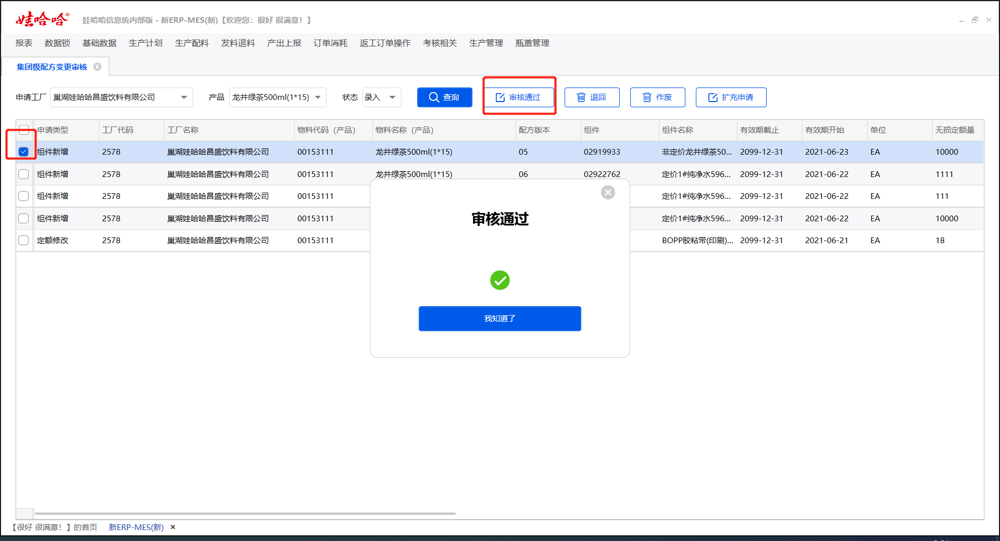 娃哈哈®
娃哈哈信息统内部版 - 新ERP-MES(新)【欢迎您：很好 很满意！】
报表 数据锁 基础数据 生产计划 生产配料 发料退料 产出上报 订单消耗 返工订单操作 考核相关 生产管理 瓶盖管理
集团级配方变更审核
申请工厂 巢湖娃哈哈昌盛饮料有限公司 产品 龙井绿茶500ml(1*15) 状态 录入 查询 审核通过 退回 作废 扩充申请
申请类型 工厂代码 工厂名称 物料代码（产品） 物料名称（产品） 配方版本 组件 组件名称 有效期截止 有效期开始 单位 无损定额量
组件新增 2578 巢湖娃哈哈昌盛饮料有限公司 00153111 龙井绿茶500ml(1*15) 05 02919933 非定价龙井绿茶50... 2099-12-31 2021-06-23 EA 10000
组件新增 2578 巢湖娃哈哈昌盛饮料有限公司 00153111 龙井绿茶500ml(1*15) 06 02922762 定价1#纯净水596... 2099-12-31 2021-06-22 EA 1111
组件新增 2578 巢湖娃哈哈昌盛饮料有限公司 00153111 定价1#纯净水596... 2099-12-31 2021-06-22 EA 111
组件新增 2578 巢湖娃哈哈昌盛饮料有限公司 00153111 定价1#纯净水596... 2099-12-31 2021-06-22 EA 10000
定额修改 2578 巢湖娃哈哈昌盛饮料有限公司 00153111 BOPP胶粘带(印刷)... 2099-12-31 2021-06-21 EA 18
审核通过
我知道了
【很好 很满意！】的首页 新ERP-MES(新)